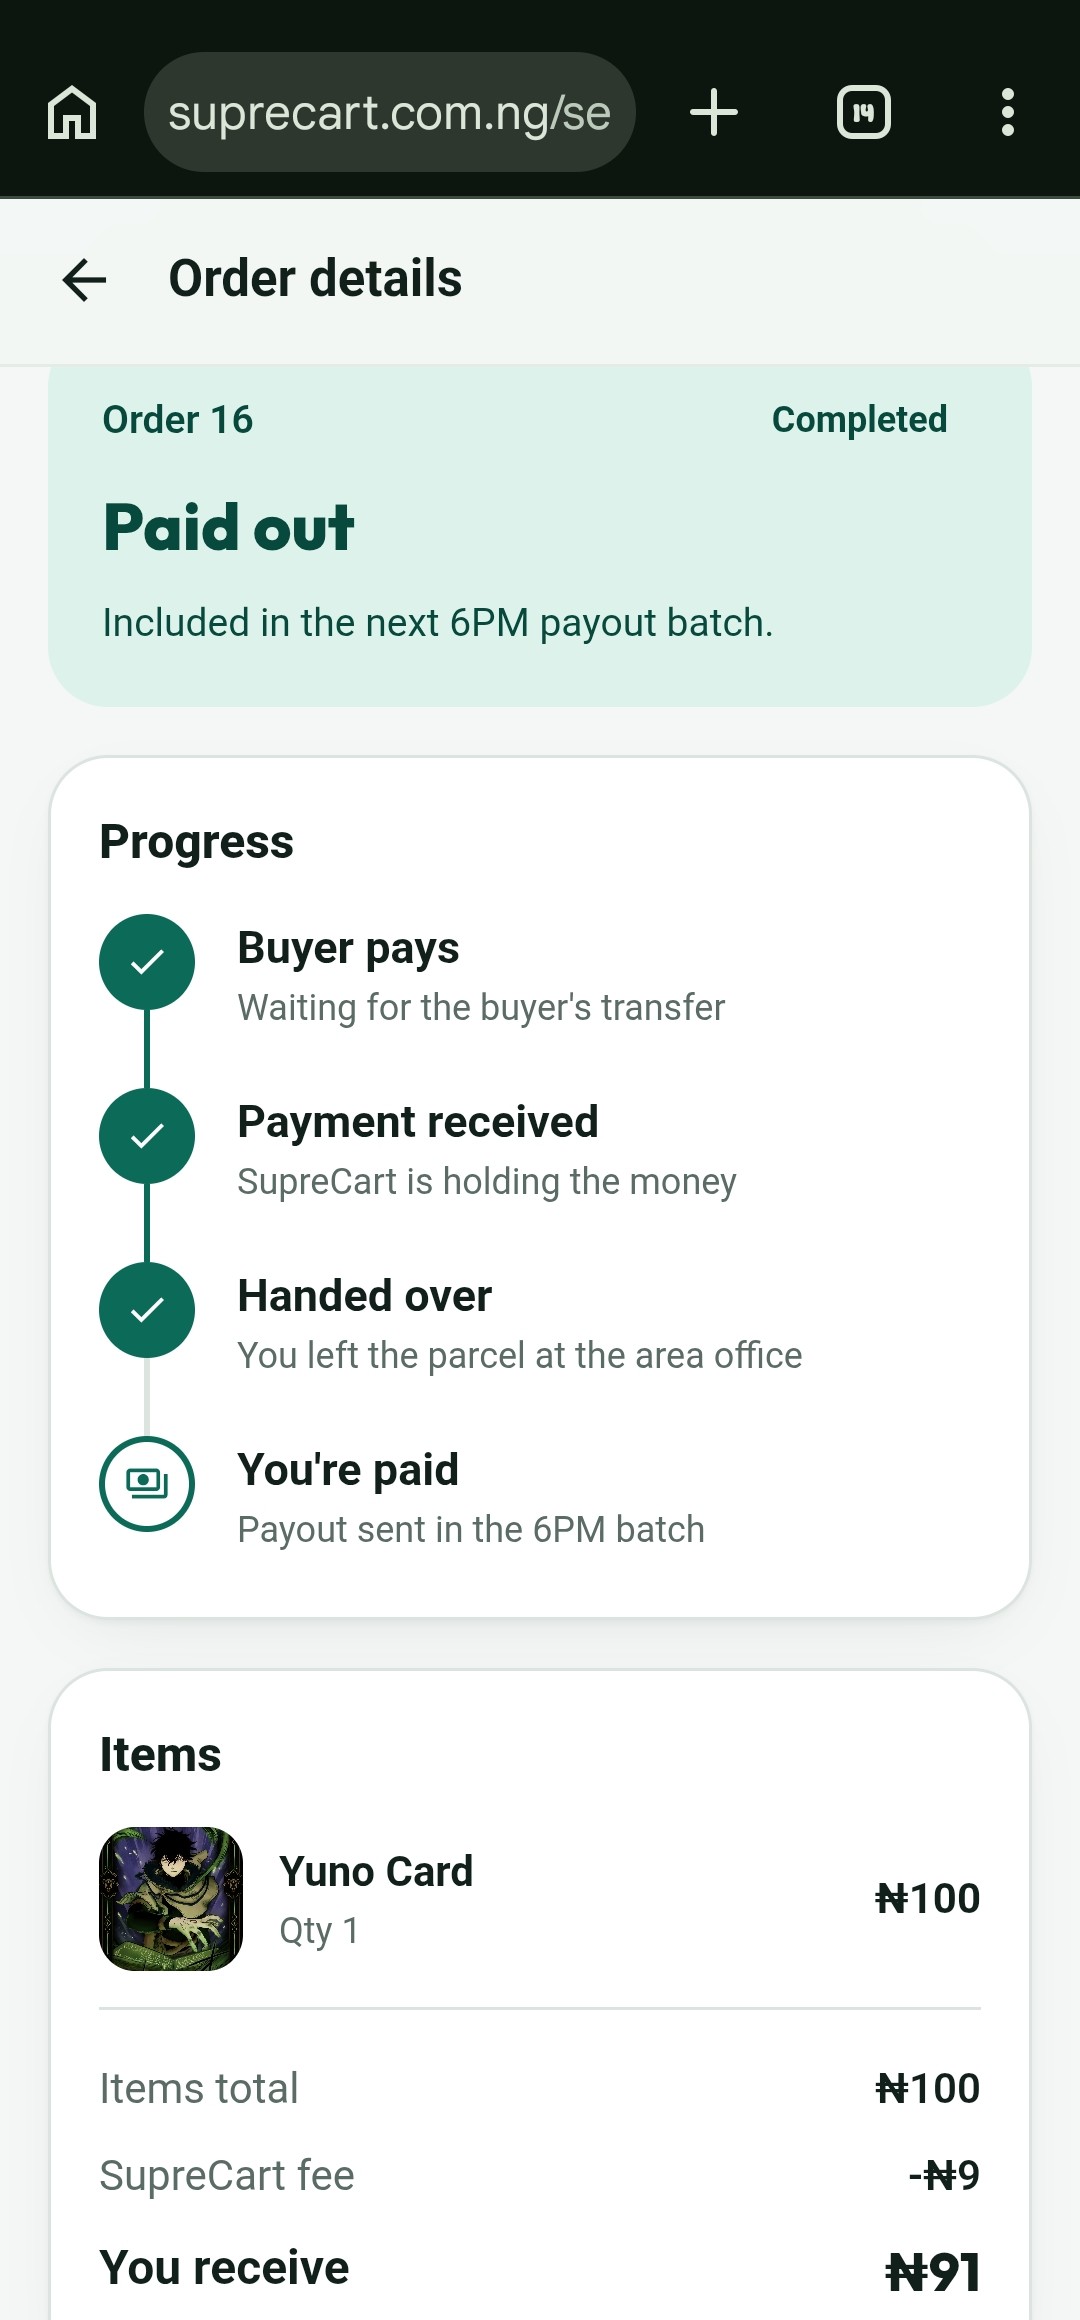 suprecart.com.ng/se
14
Order details
Order 16
Completed
Paid out
Included in the next 6PM payout batch.
Progress
Buyer pays
Waiting for the buyer's transfer
Payment received
SupreCart is holding the money
Handed over
You left the parcel at the area office
You're paid
Payout sent in the 6PM batch
Items
Yuno Card
Qty 1
₦100
Items total
₦100
SupreCart fee
-₦9
You receive
₦91